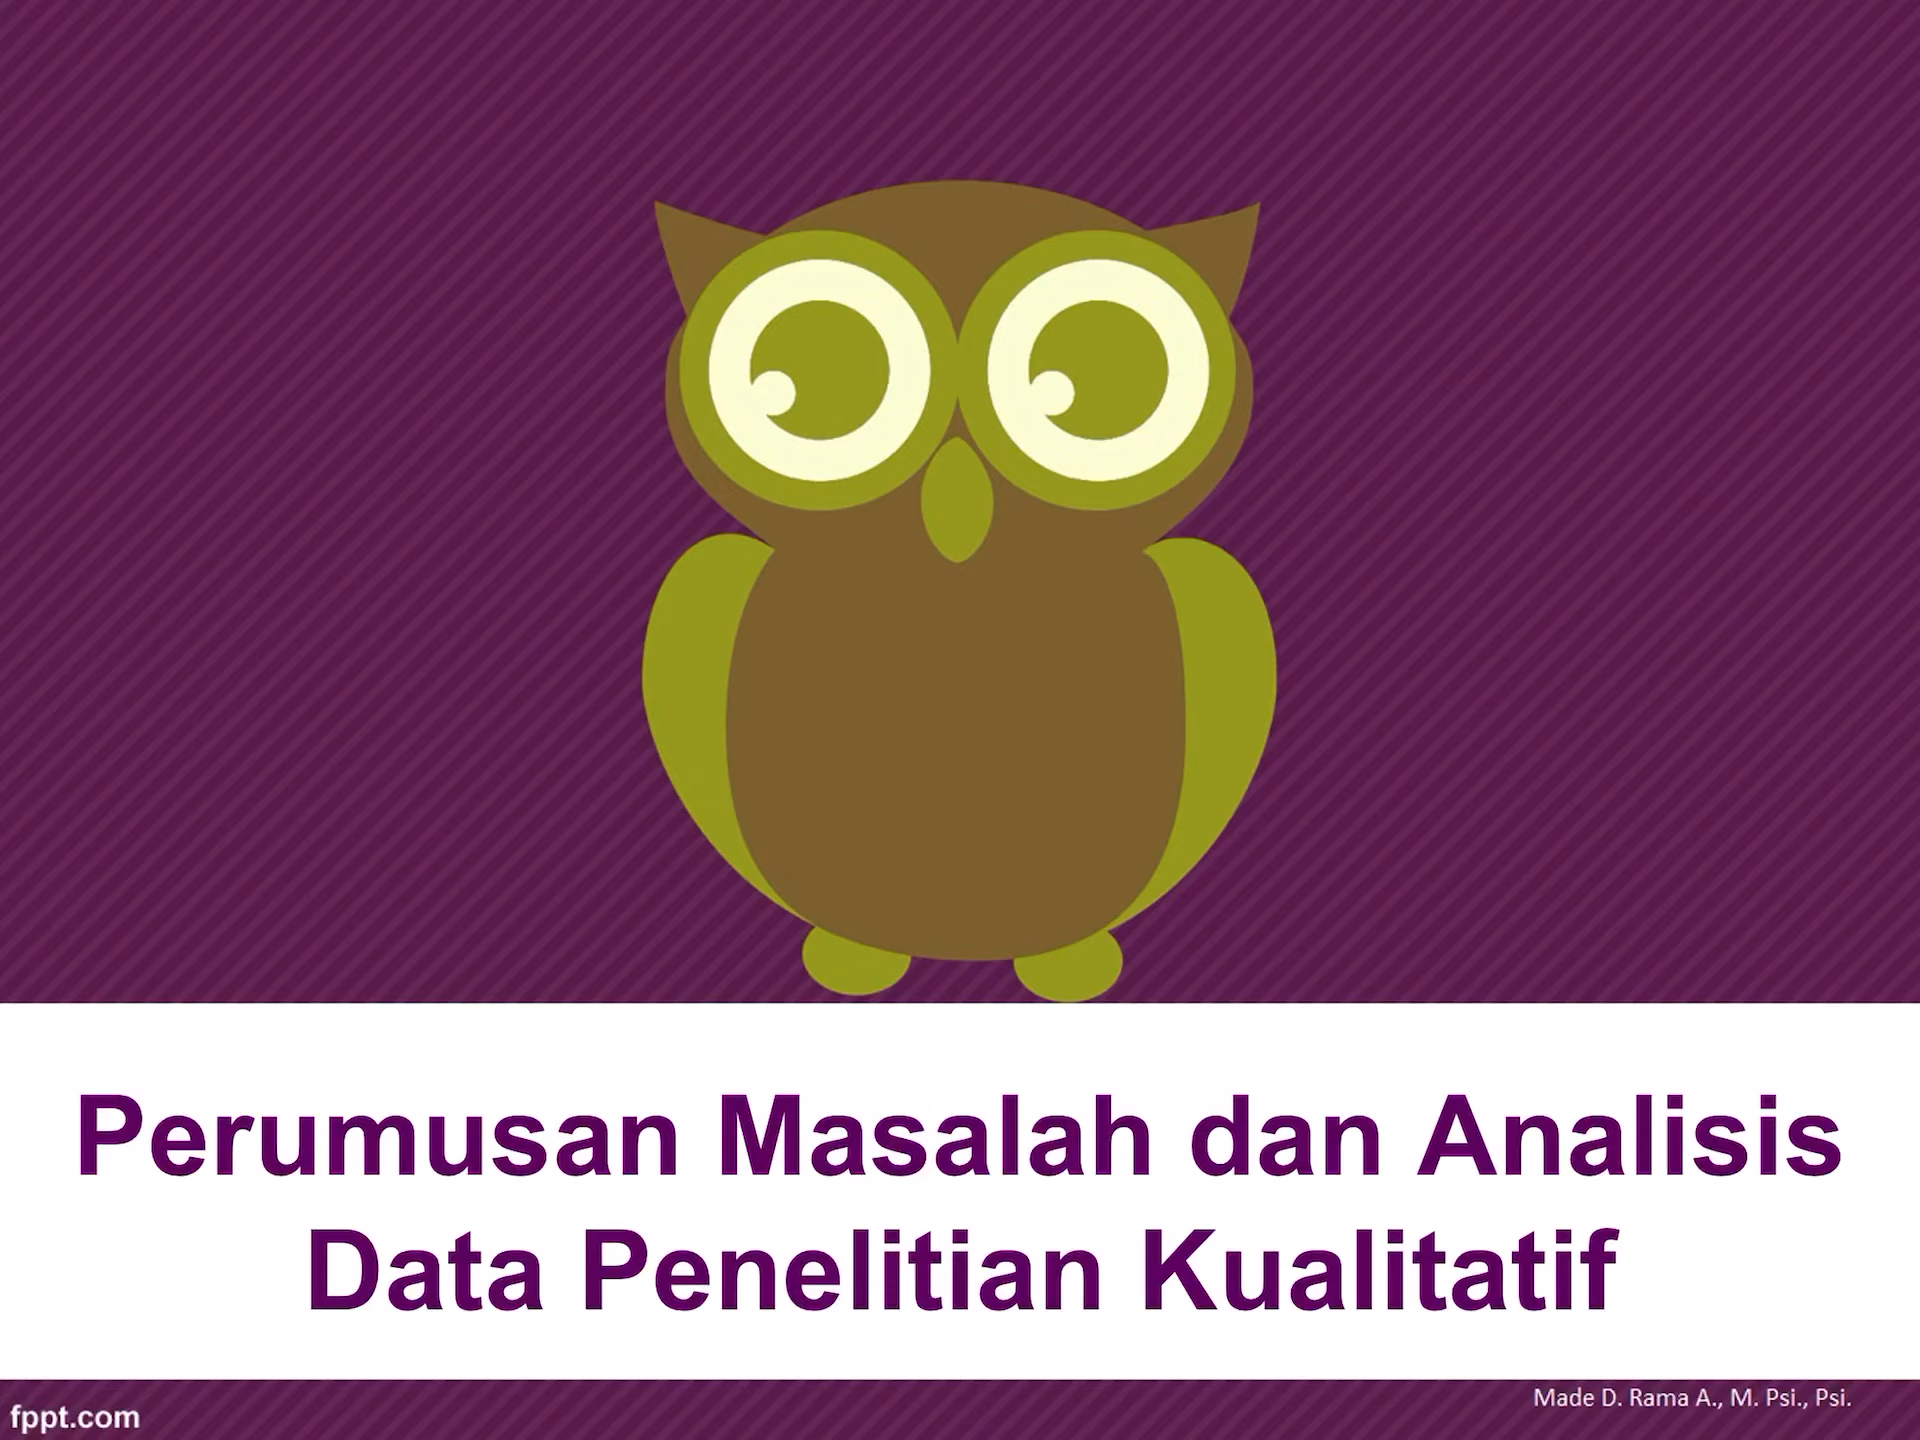 Perumusan Masalah dan Analisis
Data Penelitian Kualitatif
Made D. Rama A., M. Psi., Psi.
fppt.com